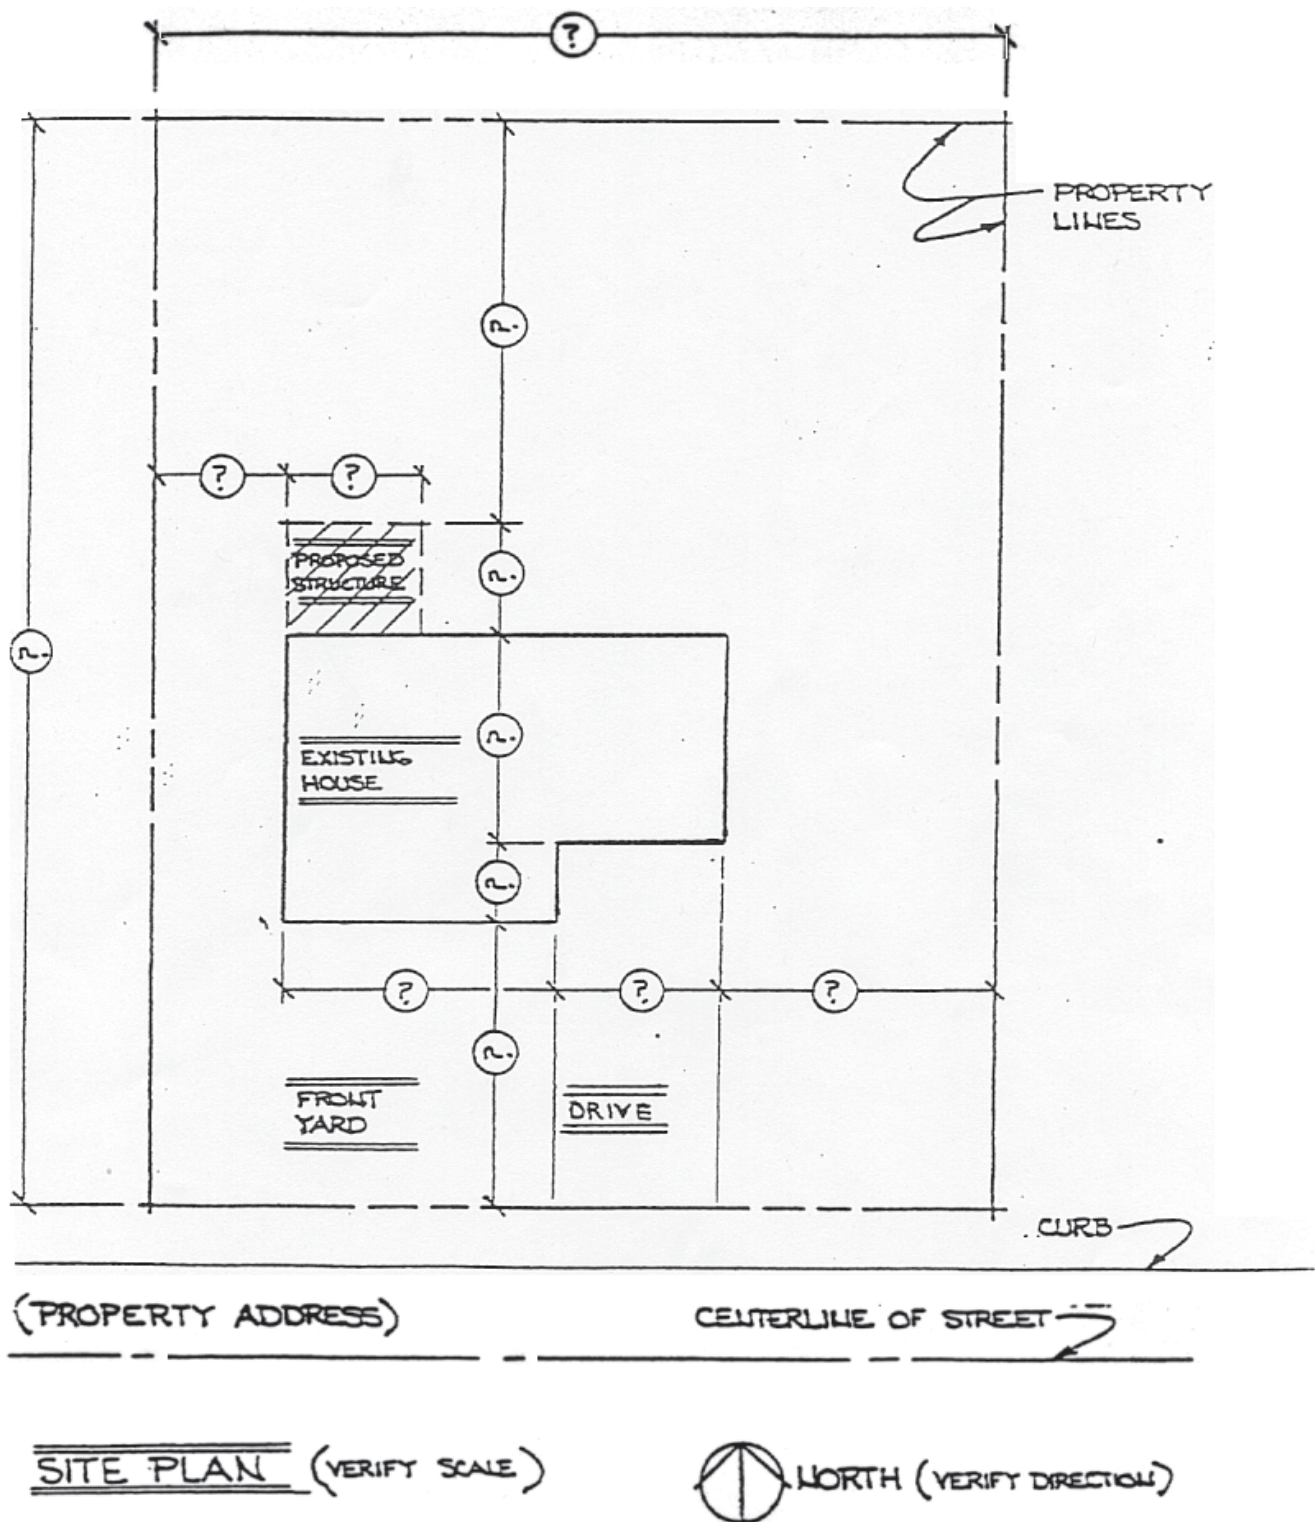 ?
PROPERTY
LINES
?
? ?
PROPOSED
STRUCTURE
?
?
?
EXISTING
HOUSE
?
? ? ?
?
FRONT
YARD
DRIVE
CURB
(PROPERTY ADDRESS)
CENTERLINE OF STREET
SITE PLAN (VERIFY SCALE)
NORTH (VERIFY DIRECTION)